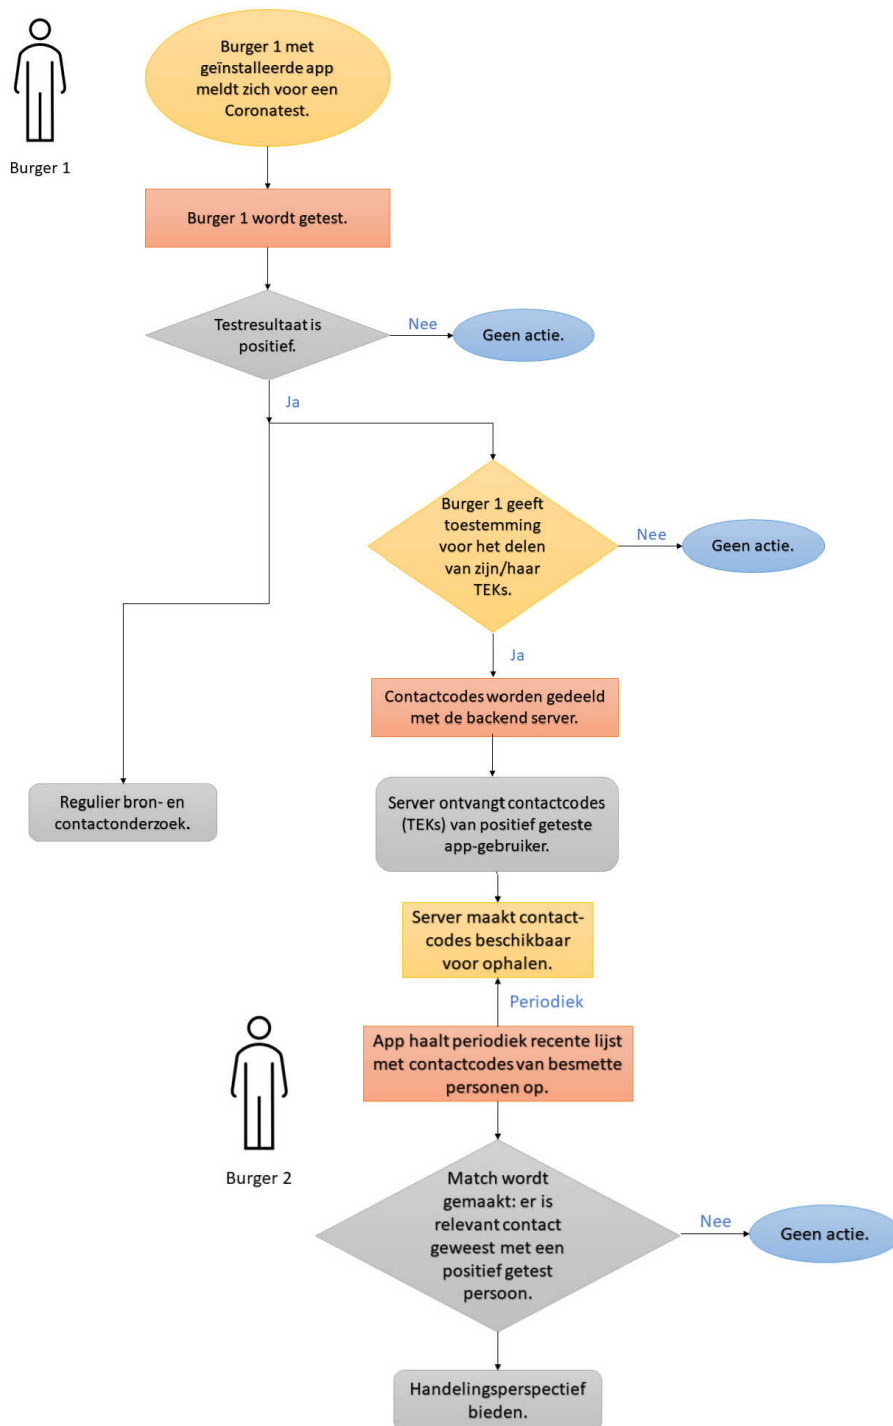 Burger 1 met
geïnstalleerde app
meldt zich voor een
Coronatest.
Burger 1
Burger 1 wordt getest.
Testresultaat is
positief.
Nee
Geen actie.
Ja
Burger 1 geeft
toestemming
voor het delen
van zijn/haar
TEKs.
Nee
Geen actie.
Ja
Contactcodes worden gedeeld
met de backend server.
Regulier bron- en
contactonderzoek.
Server ontvangt contactcodes
(TEKs) van positief geteste
app-gebruiker.
Server maakt contact-
codes beschikbaar
voor ophalen.
Periodiek
App haalt periodiek recente lijst
met contactcodes van besmette
personen op.
Burger 2
Match wordt
gemaakt: er is
relevant contact
geweest met een
positief getest
persoon.
Nee
Geen actie.
Handelingsperspectief
bieden.